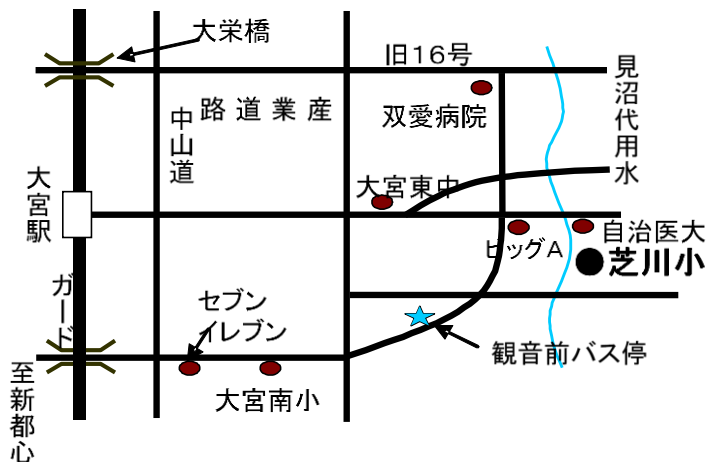 大栄橋
旧16号
見沼代用水
双愛病院
路道業産
中山道
大宮駅
大宮東中
自治医大
ビッグA
芝川小
ガード
セブン
イレブン
観音前バス停
大宮南小
至新都心